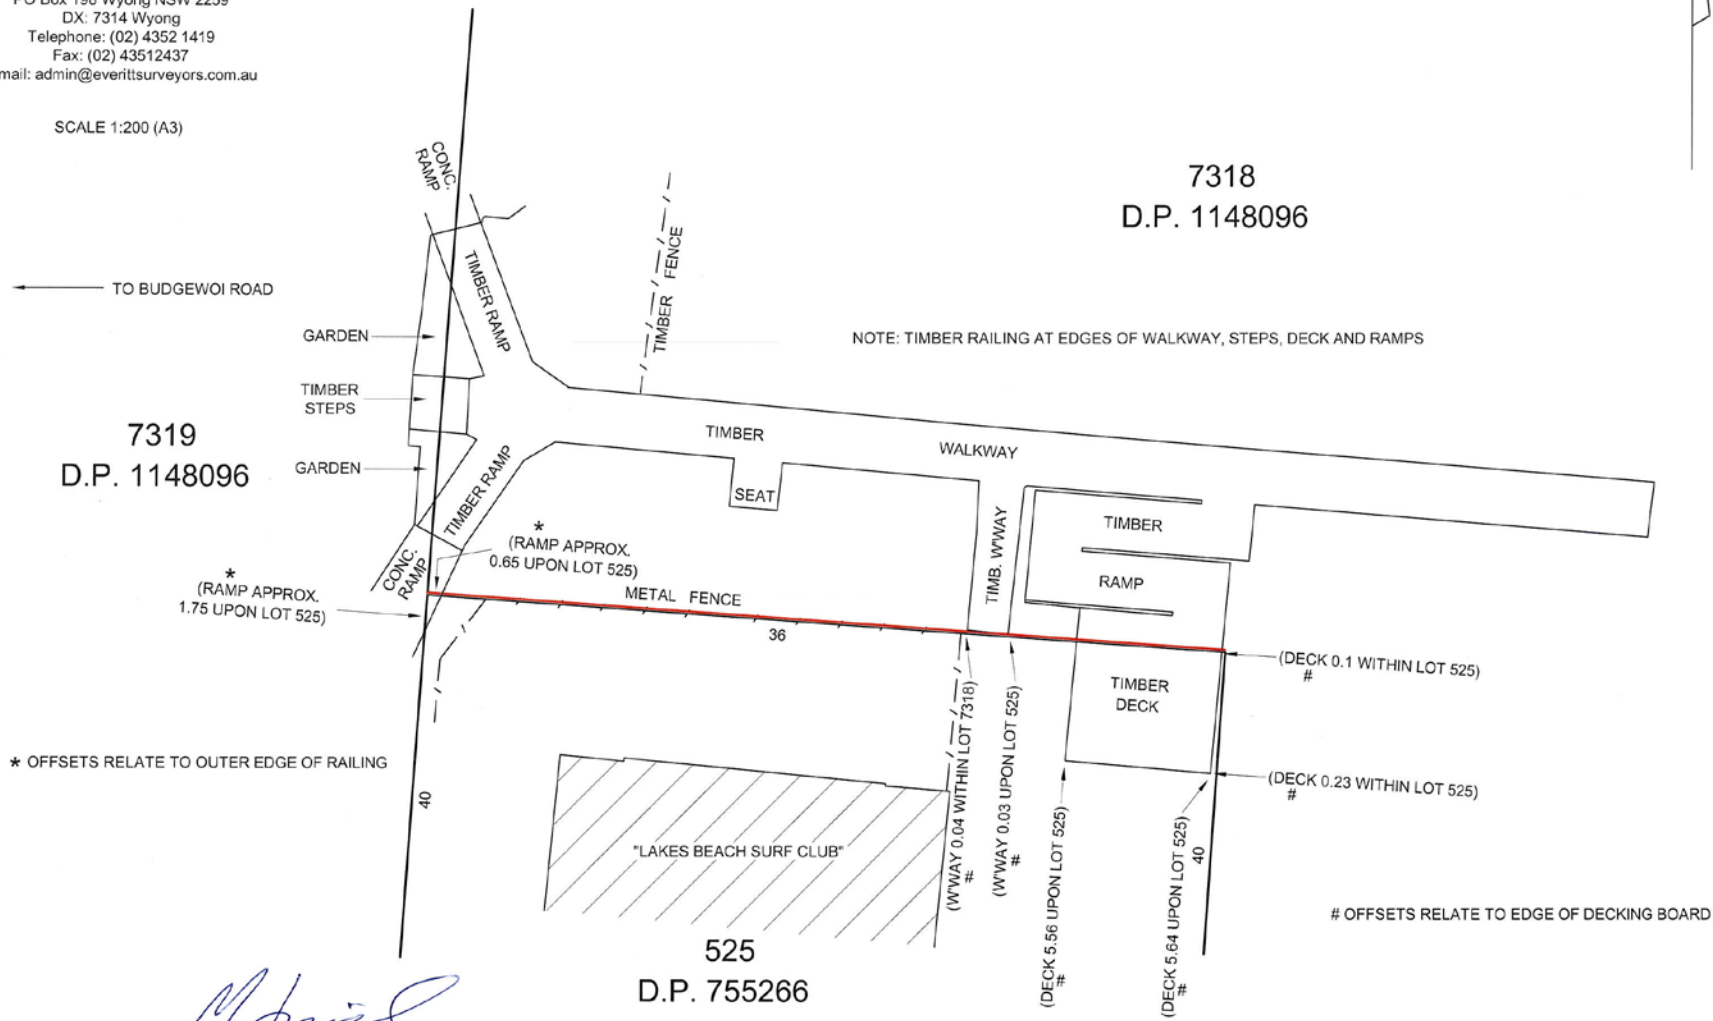 PO Box 198 Wyong NSW 2259
DX: 7314 Wyong
Telephone: (02) 4352 1419
Fax: (02) 43512437
mail: admin@everittsurveyors.com.au
SCALE 1:200 (A3)
CONC.
RAMP
7318
D.P. 1148096
TO BUDGEWOI ROAD
TIMBER RAMP
TIMBER FENCE
GARDEN
NOTE: TIMBER RAILING AT EDGES OF WALKWAY, STEPS, DECK AND RAMPS
TIMBER
STEPS
7319
D.P. 1148096
GARDEN
TIMBER RAMP
TIMBER
WALKWAY
SEAT
TIMB. W'WAY
TIMBER
RAMP
*
(RAMP APPROX.
0.65 UPON LOT 525)
CONC.
RAMP
*
(RAMP APPROX.
1.75 UPON LOT 525)
METAL FENCE
36
(DECK 0.1 WITHIN LOT 525)
#
TIMBER
DECK
* OFFSETS RELATE TO OUTER EDGE OF RAILING
(DECK 0.23 WITHIN LOT 525)
#
40
"LAKES BEACH SURF CLUB"
(W'WAY 0.04 WITHIN LOT 7318)
#
(W'WAY 0.03 UPON LOT 525)
#
(DECK 5.56 UPON LOT 525)
#
(DECK 5.64 UPON LOT 525)
#
40
# OFFSETS RELATE TO EDGE OF DECKING BOARD
525
D.P. 755266